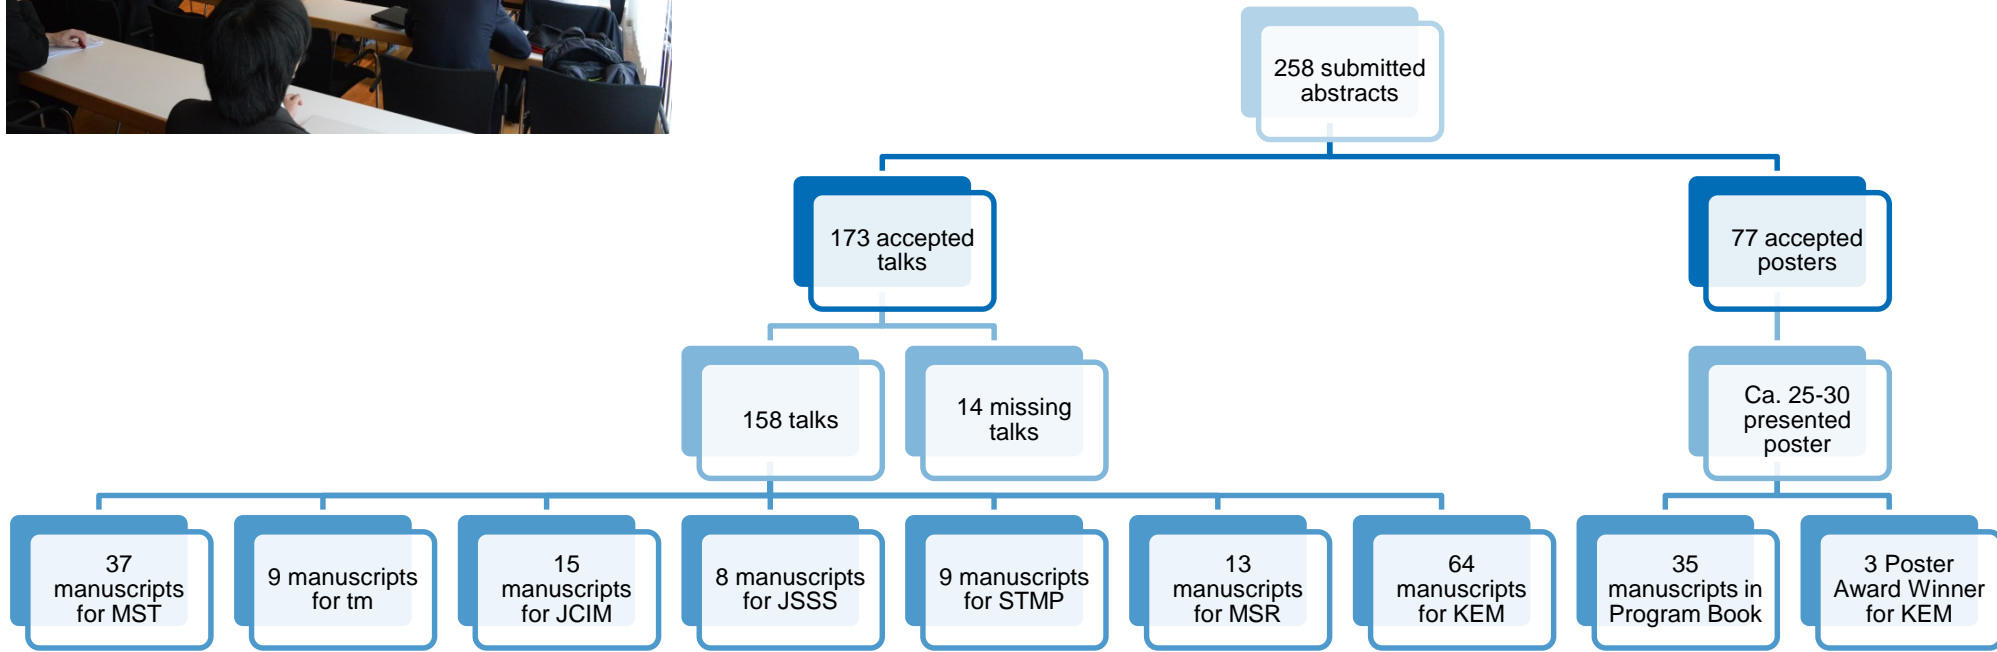 258 submitted
abstracts
173 accepted
talks
77 accepted
posters
158 talks
14 missing
talks
Ca. 25-30
presented
poster
37
manuscripts
for MST
9 manuscripts
for tm
15
manuscripts
for JCIM
8 manuscripts
for JSSS
9 manuscripts
for STMP
13
manuscripts
for MSR
64
manuscripts
for KEM
35
manuscripts in
Program Book
3 Poster
Award Winner
for KEM